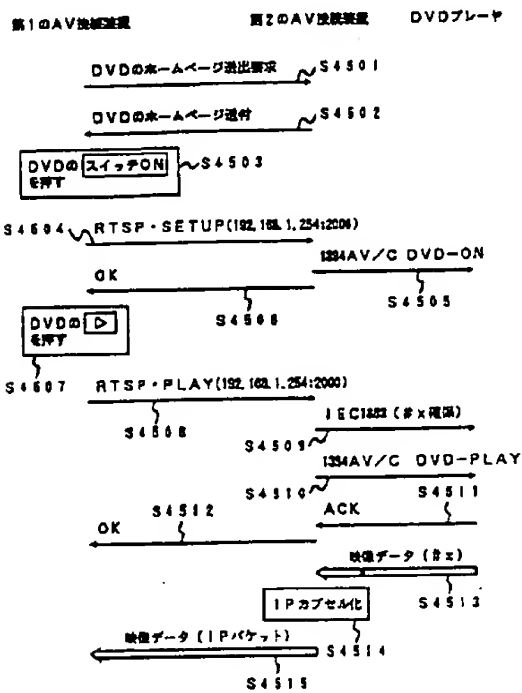 第1のAV接続装置 第2のAV接続装置 DVDプレーヤ
DVDのホームページ送出要求 S4501
DVDのホームページ送付 S4502
DVDの スイッチON
を押す
S4503
S4504 RTSP・SETUP(192.168.1.254:2000)
1394AV/C DVD-ON
OK
S4505
S4506
DVDの ▷
を押す
S4507 RTSP・PLAY(192.168.1.254:2000)
S4508
IEC1883(#x確保)
S4509
1394AV/C DVD-PLAY
S4510
S4511
S4512
ACK
OK
映像データ(#x)
S4513
IPカプセル化
S4514
映像データ(IPパケット)
S4515